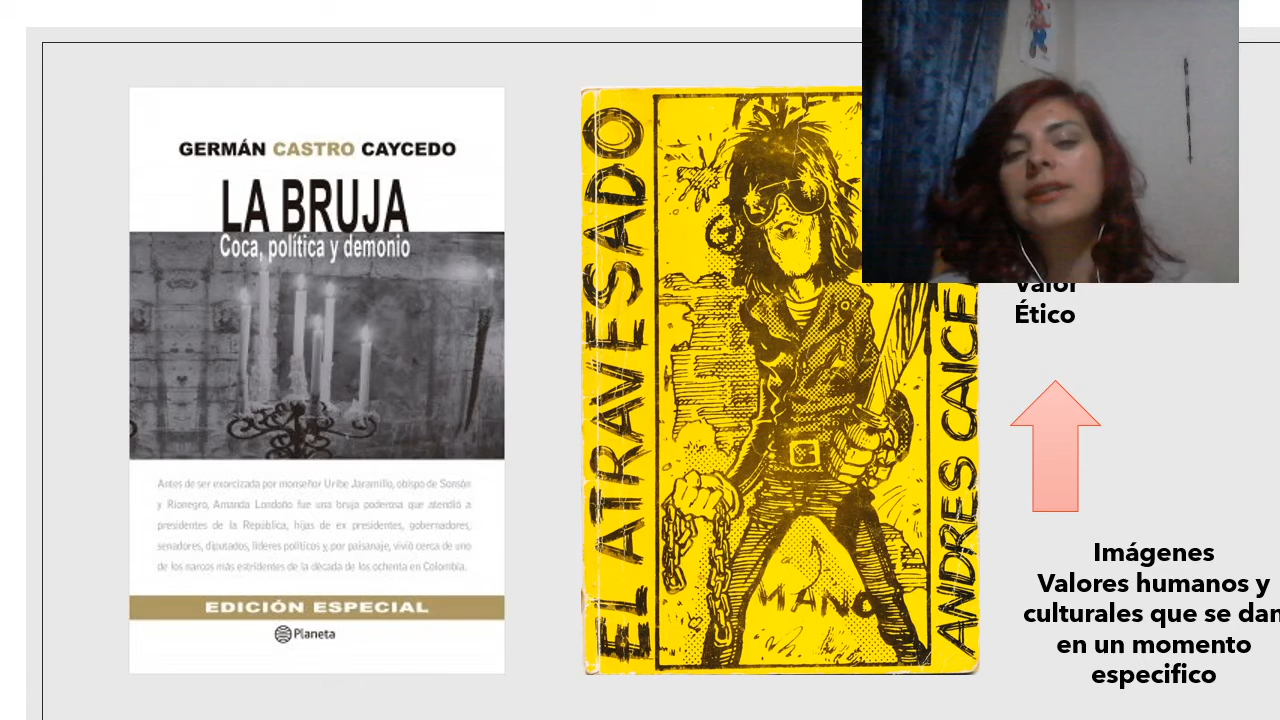 GERMÁN CASTRO CAYCEDO
LA BRUJA
Coca, política y demonio
Antes de ser exorcizada por monseñor Uribe Jaramillo, obispo de Sonsón
y Rionegro, Amanda Londoño fue una bruja poderosa que atendió a
presidentes de la República, hijas de ex presidentes, gobernadores,
senadores, diputados, líderes políticos y, por paisanaje, vivió cerca de uno
de los narcos más estridentes de la década de los ochenta en Colombia.
EDICIÓN ESPECIAL
Planeta
EL ATRAVESADO
MANO
ANDRES CAICE
Valor
Ético
Imágenes
Valores humanos y
culturales que se dan
en un momento
especifico